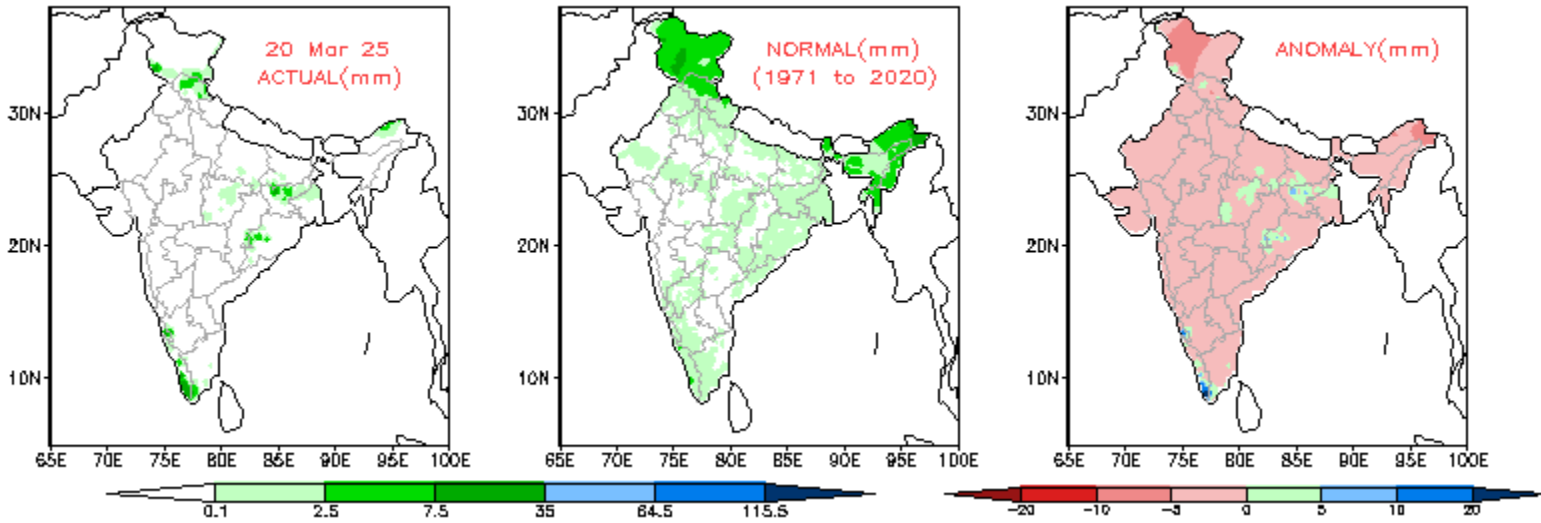 20 Mar 25
ACTUAL(mm)
NORMAL(mm)
(1971 to 2020)
ANOMALY(mm)
30N
20N
10N
65E 70E 75E 80E 85E 90E 95E 100E
30N
20N
10N
65E 70E 75E 80E 85E 90E 95E 100E
30N
20N
10N
65E 70E 75E 80E 85E 90E 95E 100E
0.1 2.5 7.5 35 64.5 115.5
-20 -10 -5 0 5 10 20